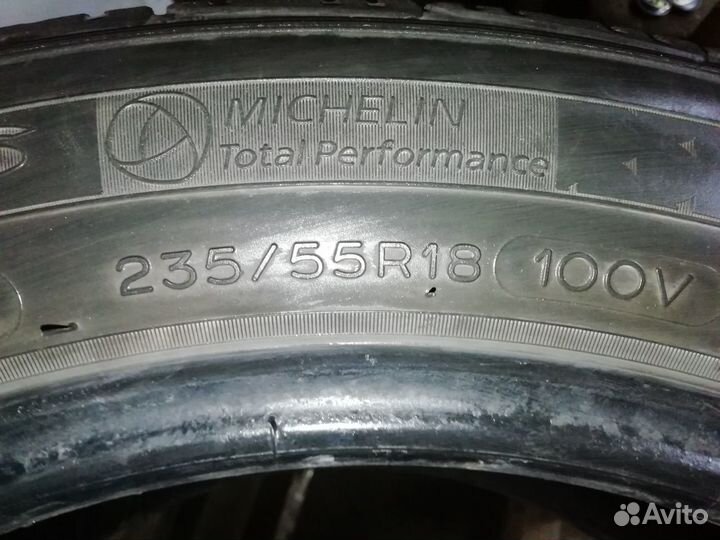 MICHELIN
Total Performance
235/55R18 100V
Avito